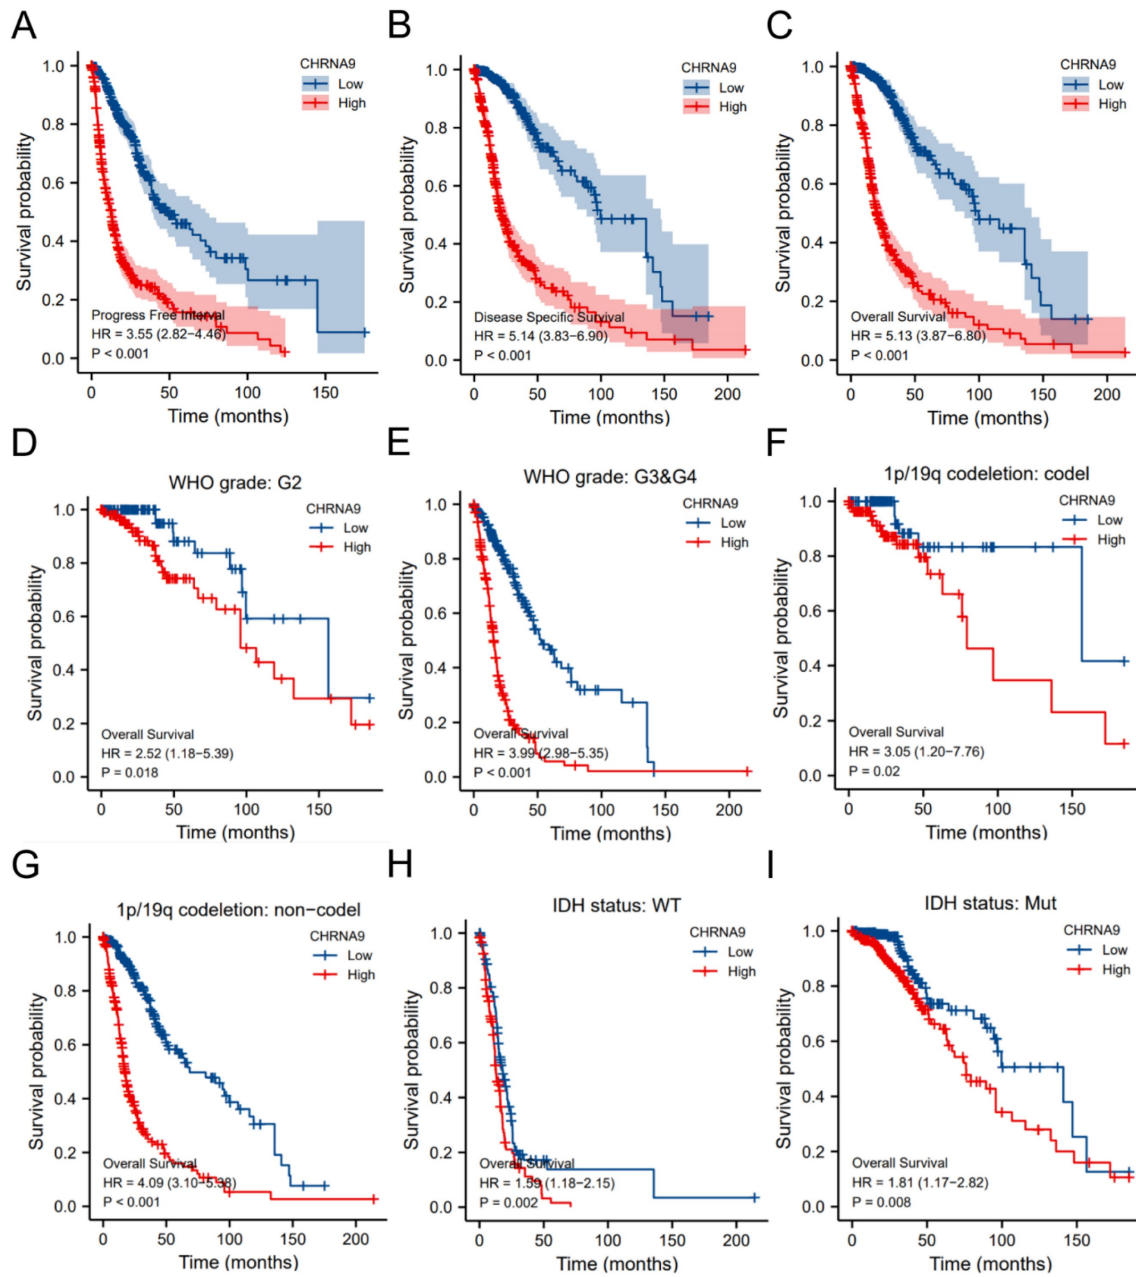 A
CHRNA9
Low
High
Survival probability
1.0
0.8
0.6
0.4
0.2
0.0
Progress Free Interval
HR = 3.55 (2.82−4.46)
P < 0.001
0 50 100 150
Time (months)
B
CHRNA9
Low
High
Survival probability
1.0
0.8
0.6
0.4
0.2
0.0
Disease Specific Survival
HR = 5.14 (3.83−6.90)
P < 0.001
0 50 100 150 200
Time (months)
C
CHRNA9
Low
High
Survival probability
1.0
0.8
0.6
0.4
0.2
0.0
Overall Survival
HR = 5.13 (3.87−6.80)
P < 0.001
0 50 100 150 200
Time (months)
D
WHO grade: G2
CHRNA9
Low
High
Survival probability
1.0
0.8
0.6
0.4
0.2
0.0
Overall Survival
HR = 2.52 (1.18−5.39)
P = 0.018
0 50 100 150
Time (months)
E
WHO grade: G3&G4
CHRNA9
Low
High
Survival probability
1.0
0.8
0.6
0.4
0.2
0.0
Overall Survival
HR = 3.99 (2.98−5.35)
P < 0.001
0 50 100 150 200
Time (months)
F
1p/19q codeletion: codel
CHRNA9
Low
High
Survival probability
1.0
0.8
0.6
0.4
0.2
0.0
Overall Survival
HR = 3.05 (1.20−7.76)
P = 0.02
0 50 100 150
Time (months)
G
1p/19q codeletion: non−codel
CHRNA9
Low
High
Survival probability
1.0
0.8
0.6
0.4
0.2
0.0
Overall Survival
HR = 4.09 (3.10−5.38)
P < 0.001
0 50 100 150 200
Time (months)
H
IDH status: WT
CHRNA9
Low
High
Survival probability
1.0
0.8
0.6
0.4
0.2
0.0
Overall Survival
HR = 1.59 (1.18−2.15)
P = 0.002
0 50 100 150 200
Time (months)
I
IDH status: Mut
CHRNA9
Low
High
Survival probability
1.0
0.8
0.6
0.4
0.2
0.0
Overall Survival
HR = 1.81 (1.17−2.82)
P = 0.008
0 50 100 150
Time (months)